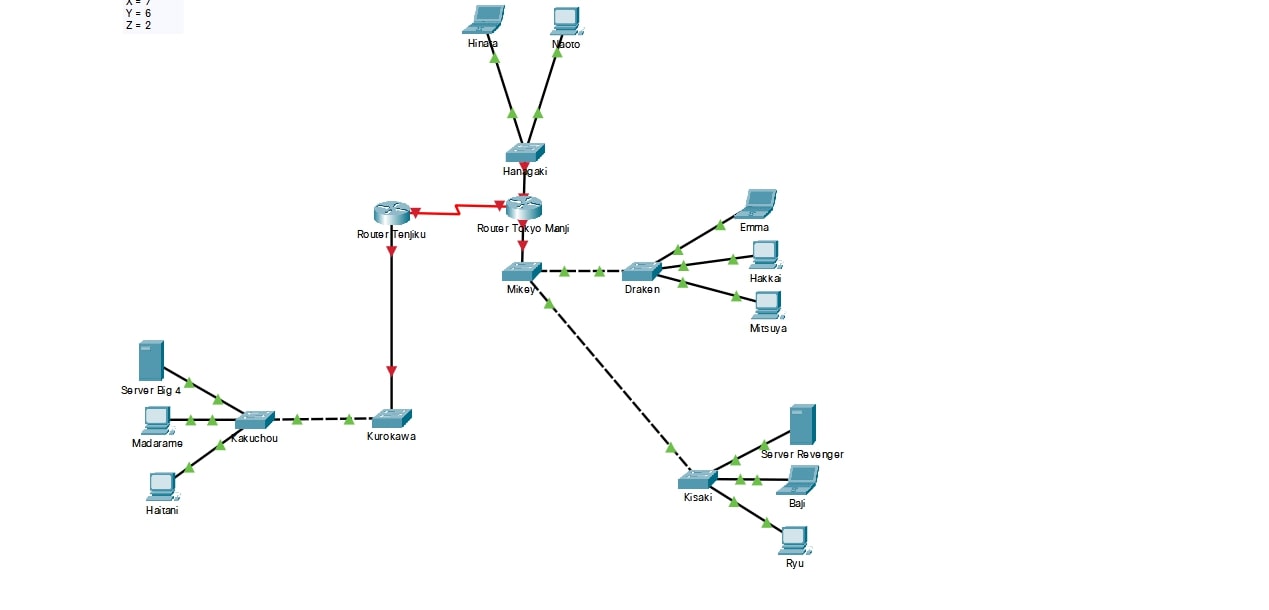 X = 7
Y = 6
Z = 2
Hinata
Naoto
Hanagaki
Router Tenjiku
Router Tokyo Manji
Emma
Hakkai
Mikey
Draken
Mitsuya
Server Big 4
Madarame
Kakuchou
Kurokawa
Haitani
Server Revenger
Kisaki
Baji
Ryu